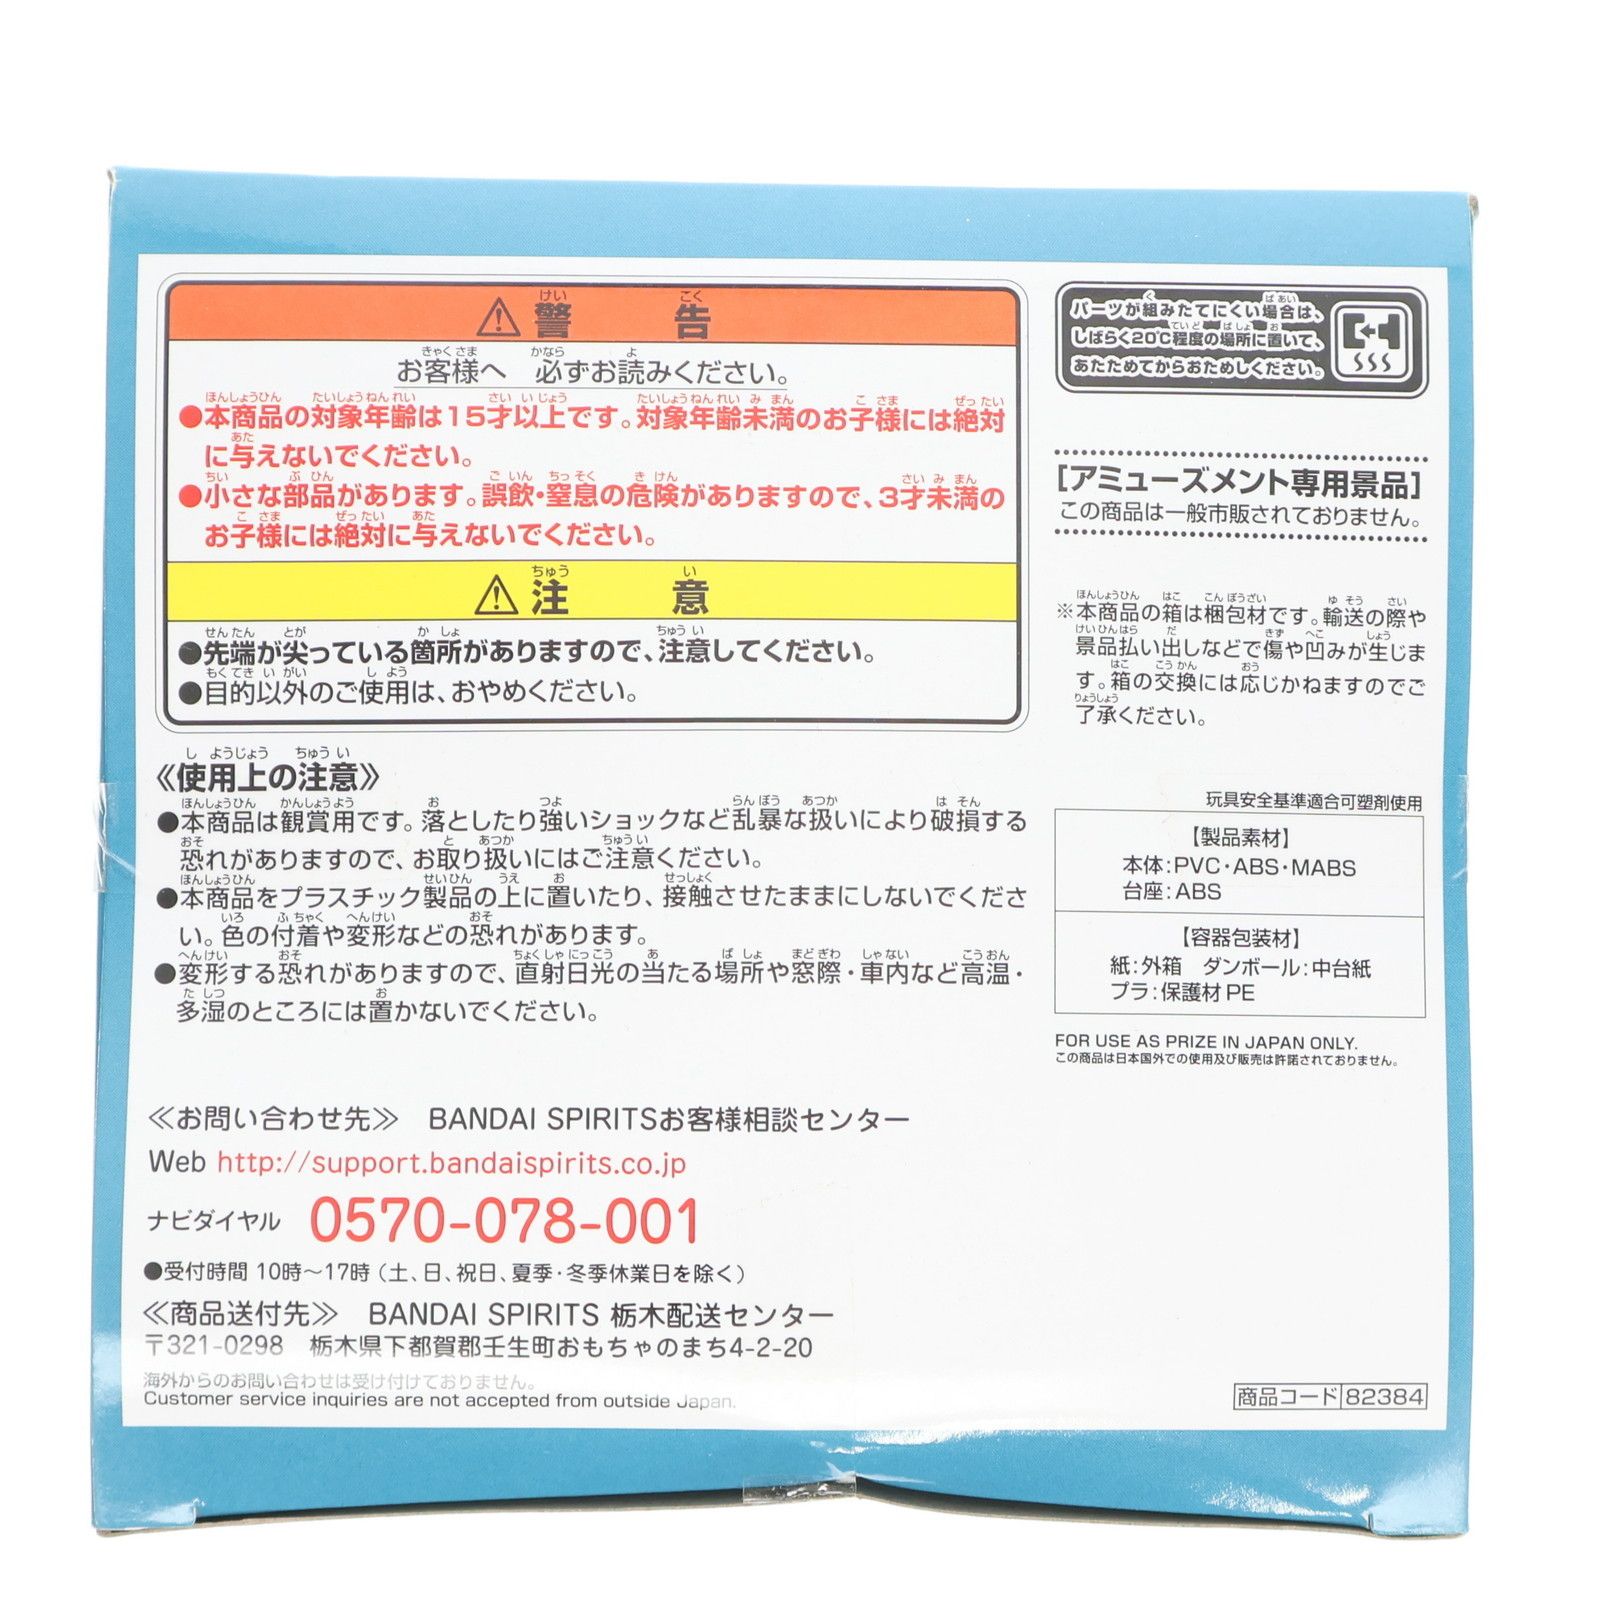 ⚠警告
お客様へ 必ずお読みください。
●本商品の対象年齢は15才以上です。対象年齢未満のお子様には絶対
に与えないでください。
●小さな部品があります。誤飲・窒息の危険がありますので、3才未満の
お子様には絶対に与えないでください。
⚠注意
●先端が尖っている箇所がありますので、注意してください。
●目的以外のご使用は、おやめください。
《使用上の注意》
●本商品は観賞用です。落としたり強いショックなど乱暴な扱いにより破損する
恐れがありますので、お取り扱いにはご注意ください。
●本商品をプラスチック製品の上に置いたり、接触させたままにしないでくださ
い。色の付着や変形などの恐れがあります。
●変形する恐れがありますので、直射日光の当たる場所や窓際・車内など高温・
多湿のところには置かないでください。
≪お問い合わせ先≫ BANDAI SPIRITSお客様相談センター
Web http://support.bandaispirits.co.jp
ナビダイヤル 0570-078-001
●受付時間 10時～17時（土、日、祝日、夏季・冬季休業日を除く）
≪商品送付先≫ BANDAI SPIRITS 栃木配送センター
〒321-0298 栃木県下都賀郡壬生町おもちゃのまち4-2-20
海外からのお問い合わせは受け付けておりません。
Customer service inquiries are not accepted from outside Japan.
パーツが組みたてにくい場合は、
しばらく20℃程度の場所に置いて、
あたためてからおためしください。
[アミューズメント専用景品]
この商品は一般市販されておりません。
※本商品の箱は梱包材です。輸送の際や
景品払い出しなどで傷や凹みが生じま
す。箱の交換には応じかねますのでご
了承ください。
玩具安全基準適合可塑剤使用
【製品素材】
本体:PVC・ABS・MABS
台座:ABS
【容器包装材】
紙:外箱 ダンボール:中台紙
プラ:保護材PE
FOR USE AS PRIZE IN JAPAN ONLY.
この商品は日本国外での使用及び販売は許諾されておりません。
商品コード 82384